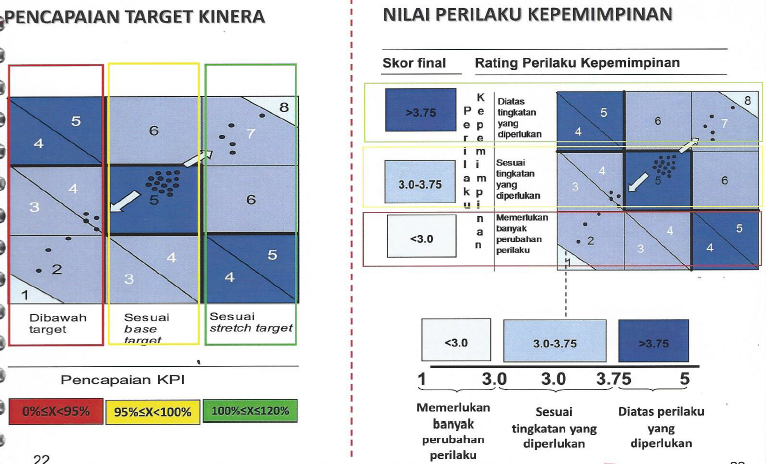 PENCAPAIAN TARGET KINERA
5
4
6
8
7
4
3
5
6
2
1
4
3
5
4
Dibawah
target
Sesuai
base
target
Sesuai
stretch target
Pencapaian KPI
0%≤X<95%
95%≤X<100%
100%≤X≤120%
22
NILAI PERILAKU KEPEMIMPINAN
Skor final
Rating Perilaku Kepemimpinan
>3.75
3.0-3.75
<3.0
Perilaku
Kepemimpinan
Diatas
tingkatan
yang
diperlukan
Sesuai
tingkatan
yang
diperlukan
Memerlukan
banyak
perubahan
perilaku
5
4
6
8
7
4
3
5
6
2
1
4
3
5
4
<3.0
3.0-3.75
>3.75
1 3.0 3.0 3.75 5
Memerlukan
banyak
perubahan
perilaku
Sesuai
tingkatan yang
diperlukan
Diatas perilaku
yang
diperlukan